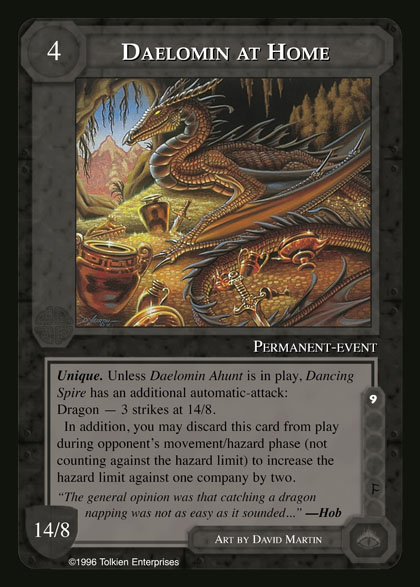 4
DAELOMIN AT HOME
PERMANENT-EVENT
Unique. Unless Daelomin Ahunt is in play, Dancing
Spire has an additional automatic-attack:
Dragon — 3 strikes at 14/8.
In addition, you may discard this card from play
during opponent's movement/hazard phase (not
counting against the hazard limit) to increase the
hazard limit against one company by two.
9
“The general opinion was that catching a dragon
napping was not as easy as it sounded...” —Hob
14/8
ART BY DAVID MARTIN
©1996 Tolkien Enterprises